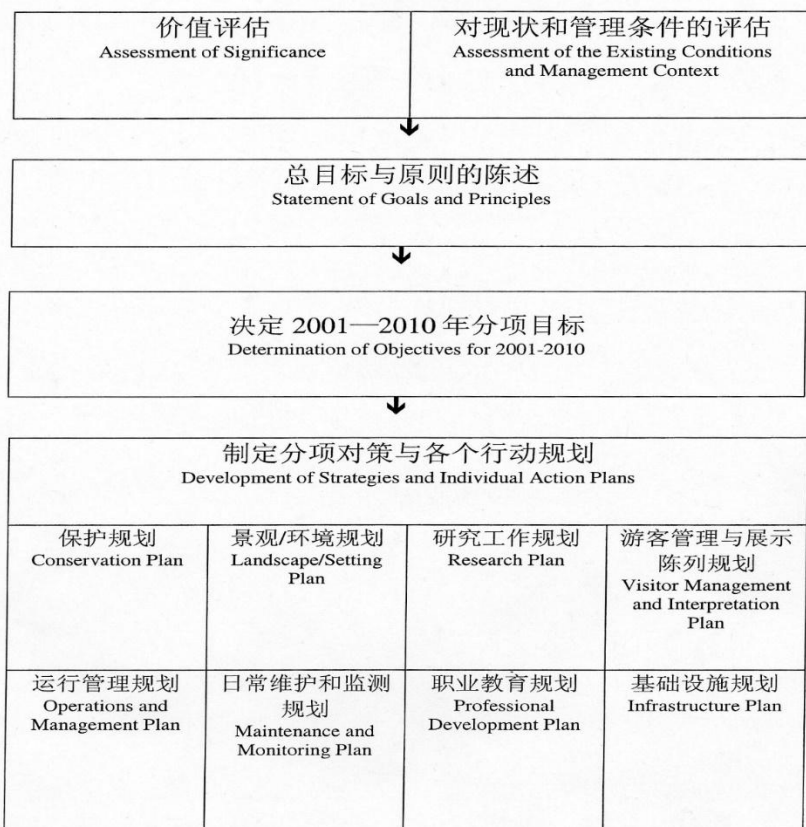 价值评估
Assessment of Significance
对现状和管理条件的评估
Assessment of the Existing Conditions
and Management Context
总目标与原则的陈述
Statement of Goals and Principles
决定 2001—2010 年分项目标
Determination of Objectives for 2001-2010
制定分项对策与各个行动规划
Development of Strategies and Individual Action Plans
保护规划
Conservation Plan
景观/环境规划
Landscape/Setting
Plan
研究工作规划
Research Plan
游客管理与展示
陈列规划
Visitor Management
and Interpretation
Plan
运行管理规划
Operations and
Management Plan
日常维护和监测
规划
Maintenance and
Monitoring Plan
职业教育规划
Professional
Development Plan
基础设施规划
Infrastructure Plan